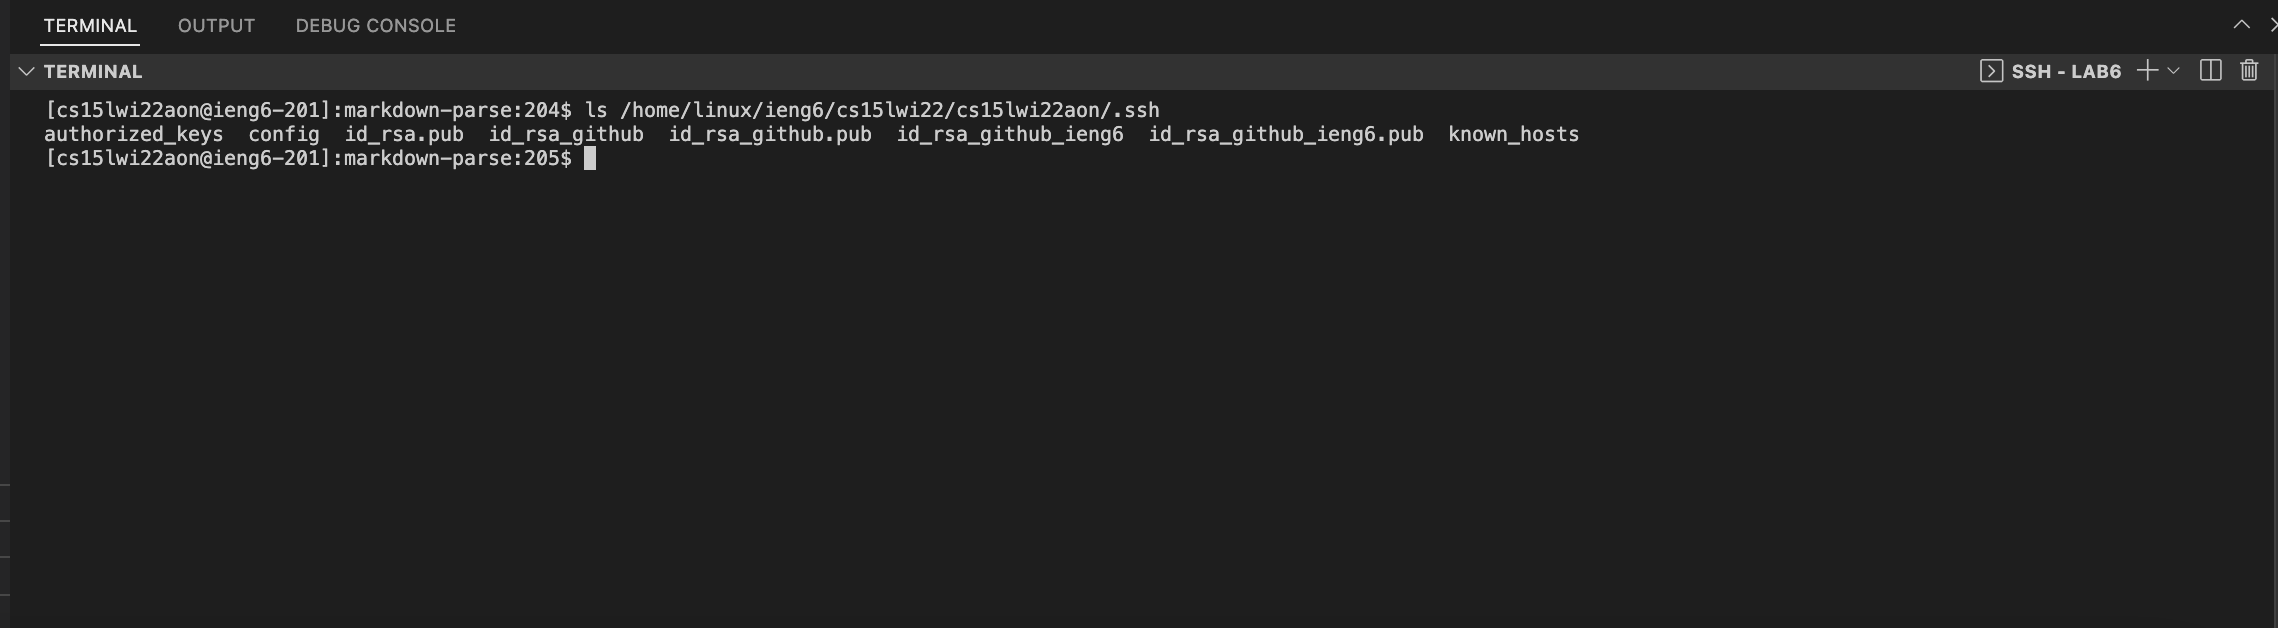 TERMINAL OUTPUT DEBUG CONSOLE
TERMINAL SSH - LAB6
[cs15lwi22aon@ieng6-201]:markdown-parse:204$ ls /home/linux/ieng6/cs15lwi22/cs15lwi22aon/.ssh
authorized_keys config id_rsa.pub id_rsa_github id_rsa_github.pub id_rsa_github_ieng6 id_rsa_github_ieng6.pub known_hosts
[cs15lwi22aon@ieng6-201]:markdown-parse:205$